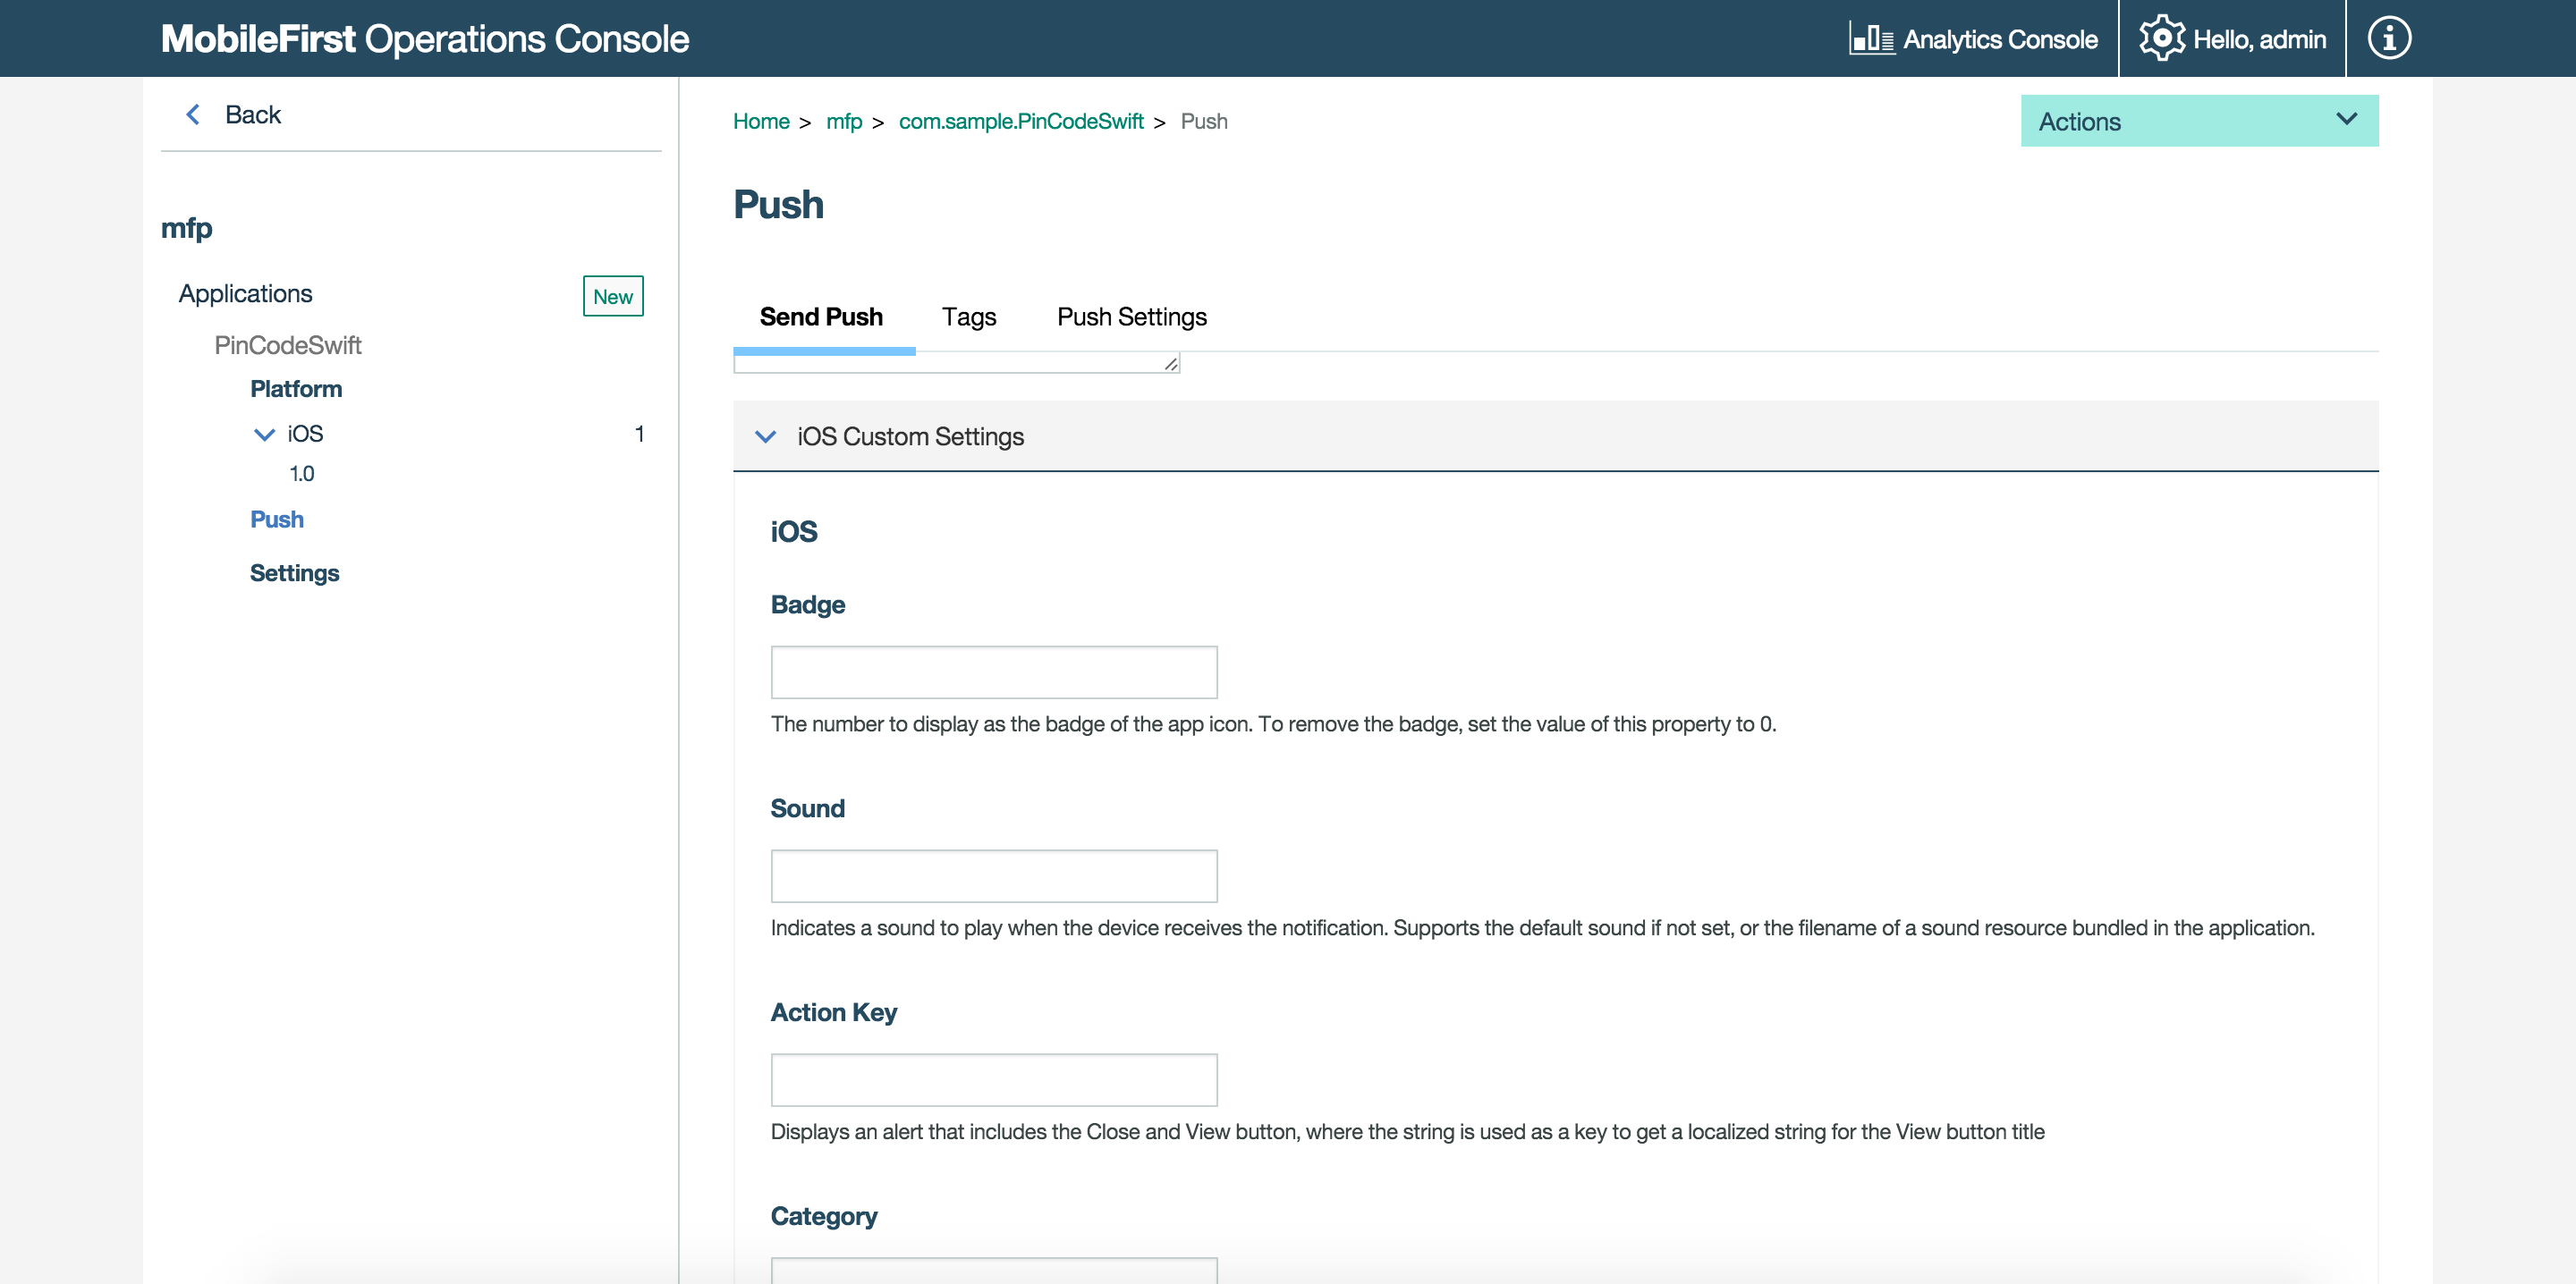 MobileFirst Operations Console
Analytics Console
Hello, admin
Back
mfp
Applications
New
PinCodeSwift
Platform
iOS 1
1.0
Push
Settings
Home > mfp > com.sample.PinCodeSwift > Push
Actions
Push
Send Push Tags Push Settings
iOS Custom Settings
iOS
Badge
The number to display as the badge of the app icon. To remove the badge, set the value of this property to 0.
Sound
Indicates a sound to play when the device receives the notification. Supports the default sound if not set, or the filename of a sound resource bundled in the application.
Action Key
Displays an alert that includes the Close and View button, where the string is used as a key to get a localized string for the View button title
Category